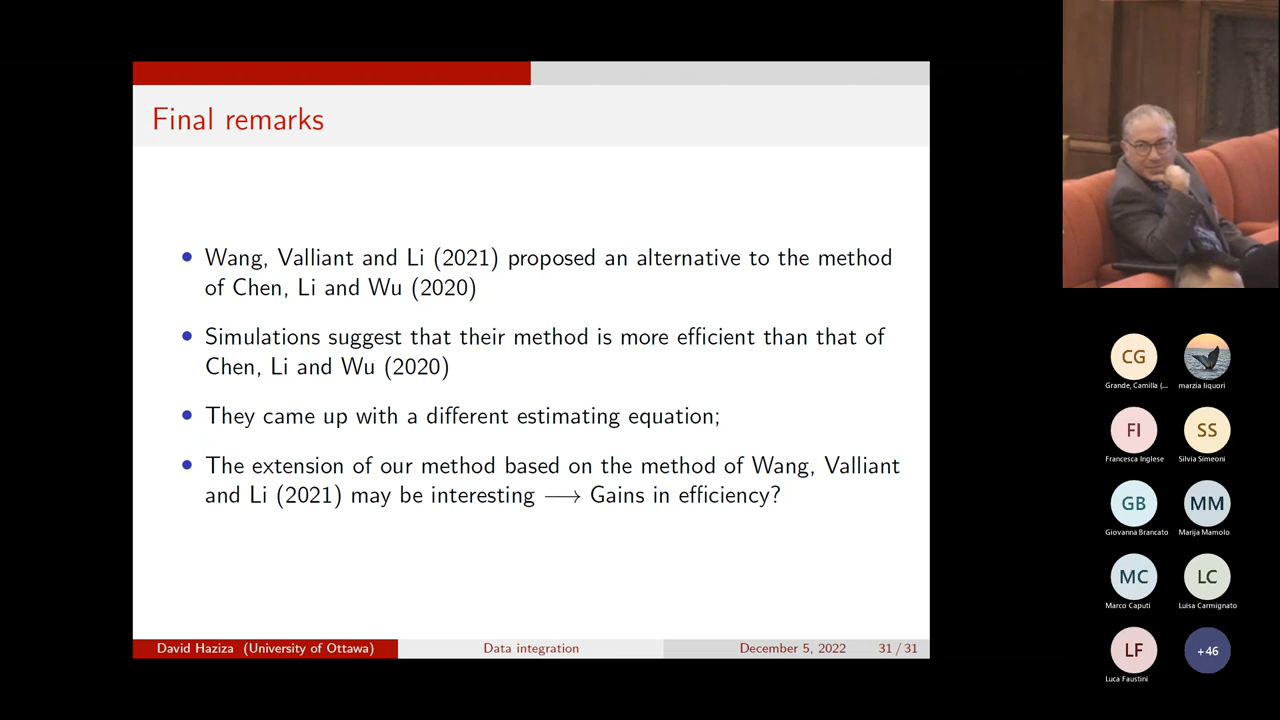 Final remarks
• Wang, Valliant and Li (2021) proposed an alternative to the method
of Chen, Li and Wu (2020)
• Simulations suggest that their method is more efficient than that of
Chen, Li and Wu (2020)
• They came up with a different estimating equation;
• The extension of our method based on the method of Wang, Valliant
and Li (2021) may be interesting ⟶ Gains in efficiency?
David Haziza (University of Ottawa) Data integration December 5, 2022 31 / 31
CG
Grande, Camilla (...
marzia liquori
FI SS
Francesca Inglese Silvia Simeoni
GB MM
Giovanna Brancato Marija Mamolo
MC LC
Marco Caputi Luisa Carmignato
LF +46
Luca Faustini